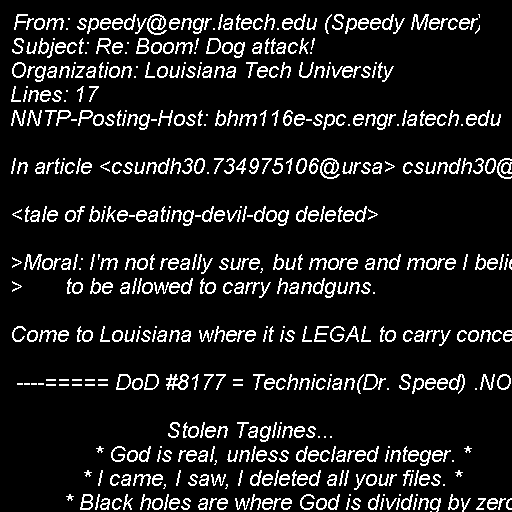 From: speedy@engr.latech.edu (Speedy Mercer)
Subject: Re: Boom! Dog attack!
Organization: Louisiana Tech University
Lines: 17
NNTP-Posting-Host: bhm116e-spc.engr.latech.edu
In article <csundh30.734975106@ursa> csundh30@
<tale of bike-eating-devil-dog deleted>
>Moral: I'm not really sure, but more and more I
> to be allowed to carry handguns.
Come to Louisiana where it is LEGAL to carry
----===== DoD #8177 = Technician(Dr. Speed) .NO
Stolen Taglines...
* God is real, unless declared integer. *
* I came, I saw, I deleted all your files. *
* Black holes are where God is dividing by zero